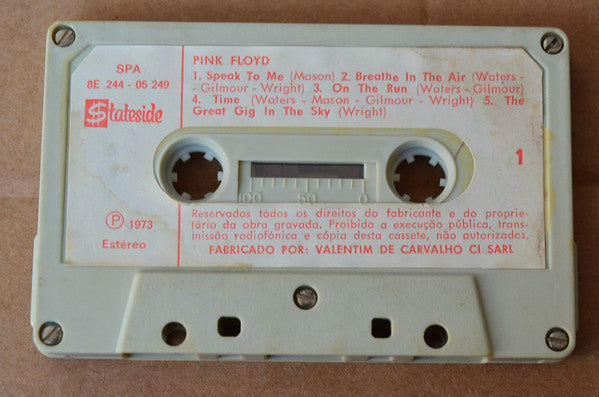 SPA
8E 244 - 05 249
$tateside
PINK FLOYD
1. Speak To Me (Mason) 2. Breathe In The Air (Waters -
- Gilmour - Wright) 3. On The Run (Waters - Gilmour)
4. Time (Waters - Mason - Gilmour - Wright) 5. The
Great Gig In The Sky (Wright)
1
100 50 0
Ⓟ 1973
Estéreo
Reservados todos os direitos do fabricante e do proprie-
tário da obra gravada. Proibida a execução pública, trans-
missão radiofónica e cópia desta cassete, não autorizadas.
FABRICADO POR: VALENTIM DE CARVALHO CI SARL